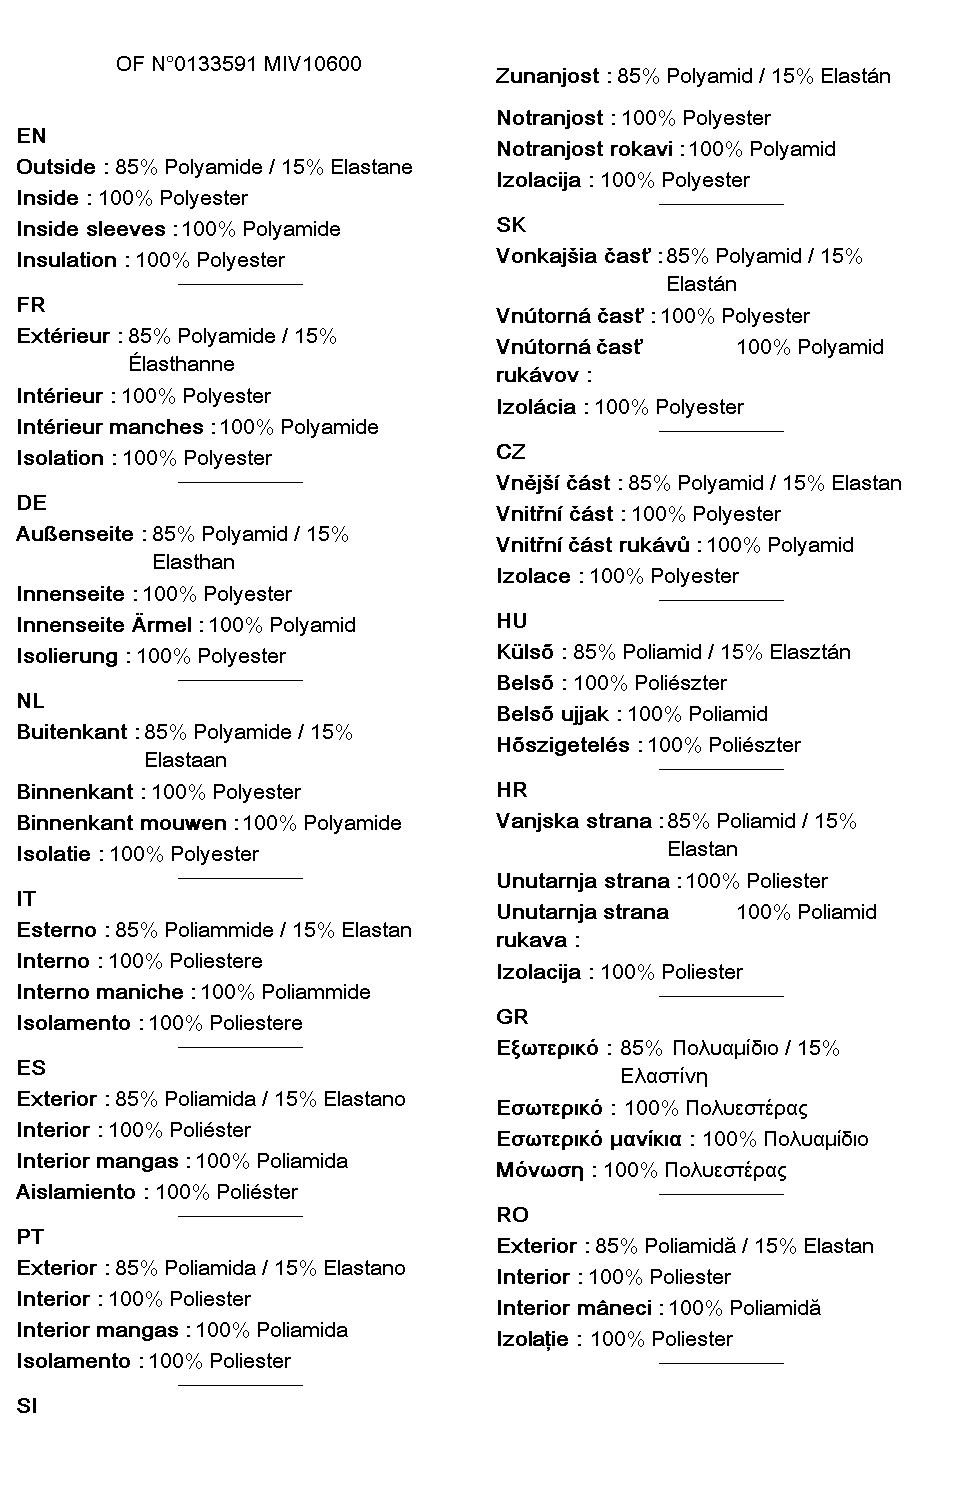 OF N°0133591 MIV10600
EN
Outside : 85% Polyamide / 15% Elastane
Inside : 100% Polyester
Inside sleeves : 100% Polyamide
Insulation : 100% Polyester
FR
Extérieur : 85% Polyamide / 15%
Élasthanne
Intérieur : 100% Polyester
Intérieur manches : 100% Polyamide
Isolation : 100% Polyester
DE
Außenseite : 85% Polyamid / 15%
Elasthan
Innenseite : 100% Polyester
Innenseite Ärmel : 100% Polyamid
Isolierung : 100% Polyester
NL
Buitenkant : 85% Polyamide / 15%
Elastaan
Binnenkant : 100% Polyester
Binnenkant mouwen : 100% Polyamide
Isolatie : 100% Polyester
IT
Esterno : 85% Poliammide / 15% Elastan
Interno : 100% Poliestere
Interno maniche : 100% Poliammide
Isolamento : 100% Poliestere
ES
Exterior : 85% Poliamida / 15% Elastano
Interior : 100% Poliéster
Interior mangas : 100% Poliamida
Aislamiento : 100% Poliéster
PT
Exterior : 85% Poliamida / 15% Elastano
Interior : 100% Poliester
Interior mangas : 100% Poliamida
Isolamento : 100% Poliester
SI
Zunanjost : 85% Polyamid / 15% Elastán
Notranjost : 100% Polyester
Notranjost rokavi : 100% Polyamid
Izolacija : 100% Polyester
SK
Vonkajšia časť : 85% Polyamid / 15%
Elastán
Vnútorná časť : 100% Polyester
Vnútorná časť 100% Polyamid
rukávov :
Izolácia : 100% Polyester
CZ
Vnější část : 85% Polyamid / 15% Elastan
Vnitřní část : 100% Polyester
Vnitřní část rukávů : 100% Polyamid
Izolace : 100% Polyester
HU
Külsõ : 85% Poliamid / 15% Elasztán
Belsõ : 100% Poliészter
Belsõ ujjak : 100% Poliamid
Hõszigetelés : 100% Poliészter
HR
Vanjska strana : 85% Poliamid / 15%
Elastan
Unutarnja strana : 100% Poliester
Unutarnja strana 100% Poliamid
rukava :
Izolacija : 100% Poliester
GR
Εξωτερικό : 85% Πολυαμίδιο / 15%
Ελαστίνη
Εσωτερικό : 100% Πολυεστέρας
Εσωτερικό μανίκια : 100% Πολυαμίδιο
Μόνωση : 100% Πολυεστέρας
RO
Exterior : 85% Poliamidă / 15% Elastan
Interior : 100% Poliester
Interior mâneci : 100% Poliamidă
Izolație : 100% Poliester